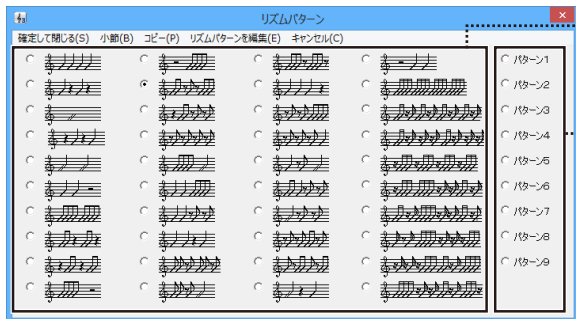 リズムパターン
確定して閉じる(S) 小節(B) コピー(P) リズムパターンを編集(E) キャンセル(C)
パターン1
パターン2
パターン3
パターン4
パターン5
パターン6
パターン7
パターン8
パターン9